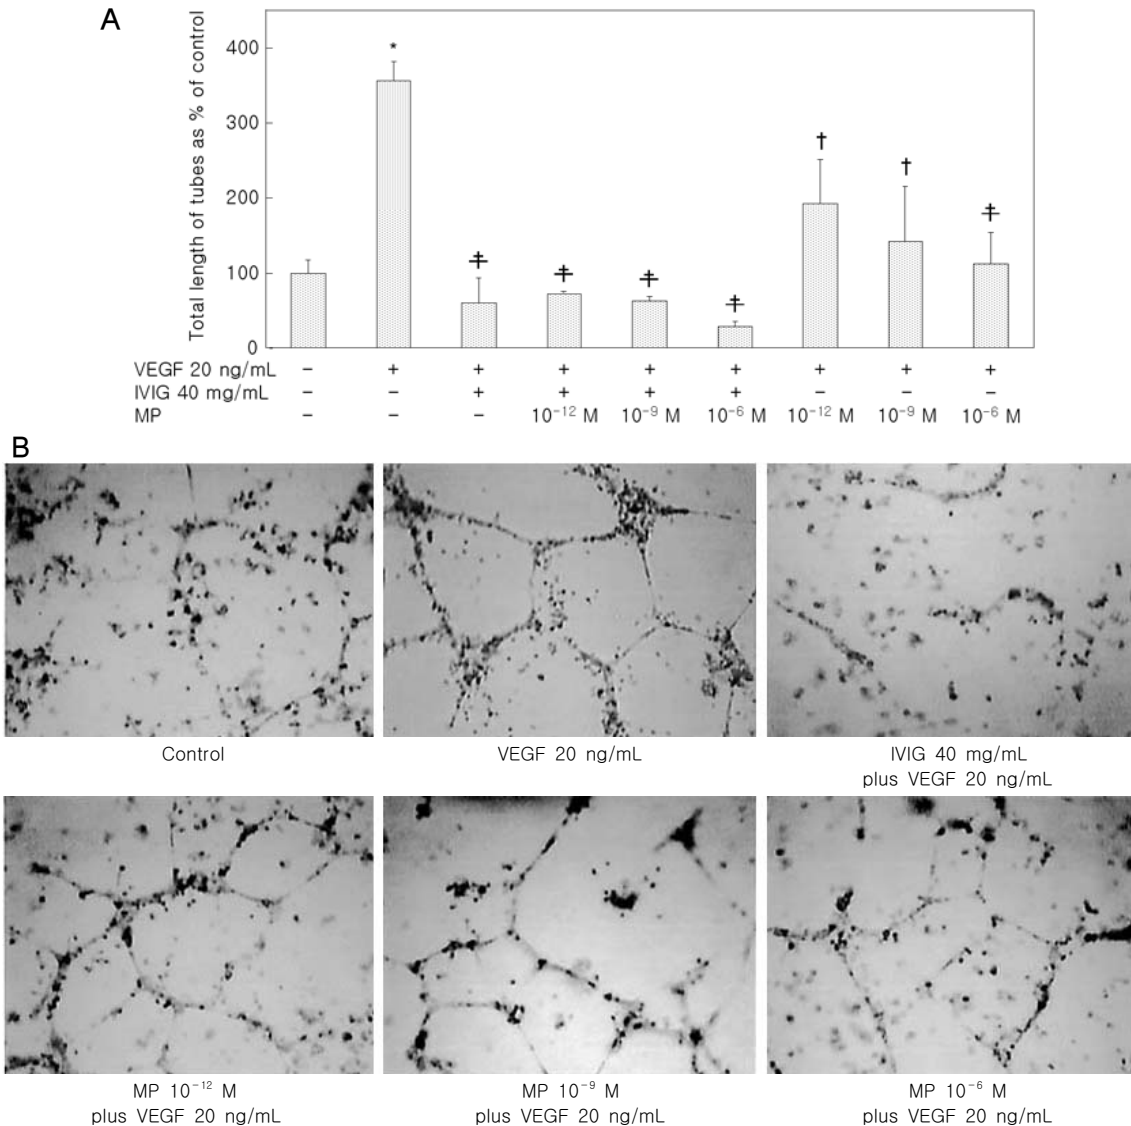 A
Total length of tubes as % of control
400
300
200
100
0
*
‡
‡
‡
‡
†
†
‡
VEGF 20 ng/mL − + + + + + + + +
IVIG 40 mg/mL − − + + + + − − −
MP − − − 10⁻¹² M 10⁻⁹ M 10⁻⁶ M 10⁻¹² M 10⁻⁹ M 10⁻⁶ M
B
Control
VEGF 20 ng/mL
IVIG 40 mg/mL
plus VEGF 20 ng/mL
MP 10⁻¹² M
plus VEGF 20 ng/mL
MP 10⁻⁹ M
plus VEGF 20 ng/mL
MP 10⁻⁶ M
plus VEGF 20 ng/mL